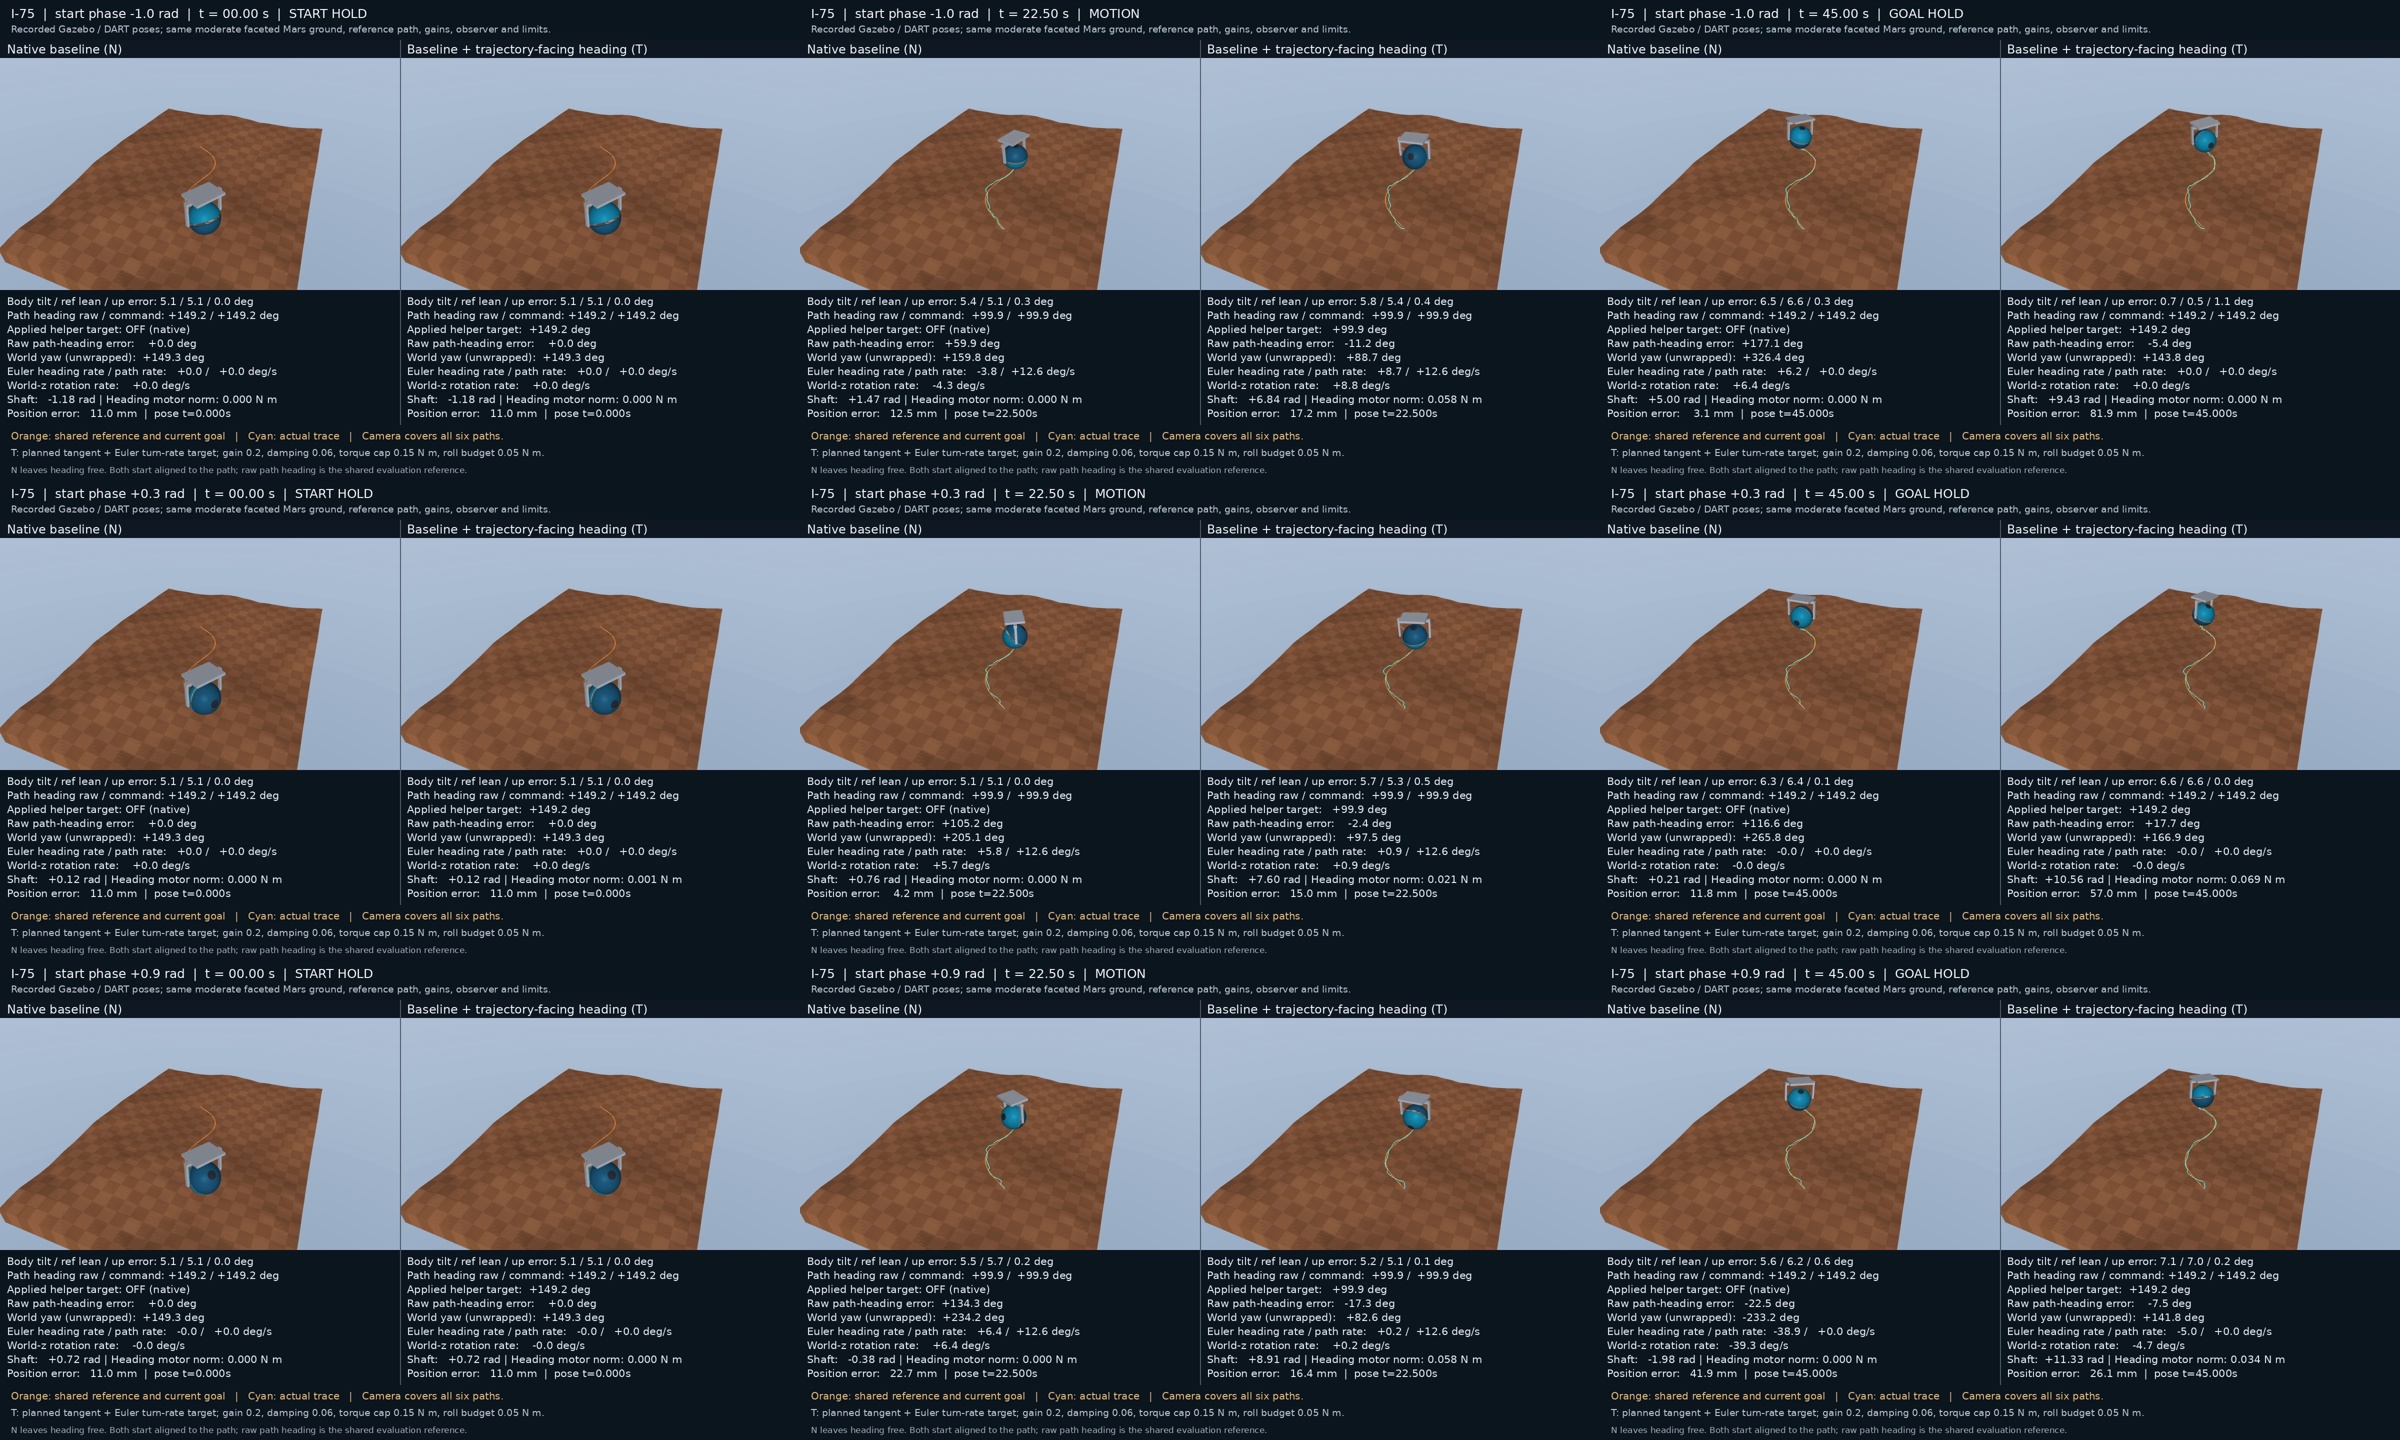 I-75 | start phase -1.0 rad | t = 00.00 s | START HOLD
Recorded Gazebo / DART poses; same moderate faceted Mars ground, reference path, gains, observer and limits.
Native baseline (N)
Baseline + trajectory-facing heading (T)
Body tilt / ref lean / up error: 5.1 / 5.1 / 0.0 deg
Path heading raw / command: +149.2 / +149.2 deg
Applied helper target: OFF (native)
Raw path-heading error: +0.0 deg
World yaw (unwrapped): +149.3 deg
Euler heading rate / path rate: +0.0 / +0.0 deg/s
World-z rotation rate: +0.0 deg/s
Shaft: -1.18 rad | Heading motor norm: 0.000 N m
Position error: 11.0 mm | pose t=0.000s
Body tilt / ref lean / up error: 5.1 / 5.1 / 0.0 deg
Path heading raw / command: +149.2 / +149.2 deg
Applied helper target: +149.2 deg
Raw path-heading error: +0.0 deg
World yaw (unwrapped): +149.3 deg
Euler heading rate / path rate: +0.0 / +0.0 deg/s
World-z rotation rate: +0.0 deg/s
Shaft: -1.18 rad | Heading motor norm: 0.000 N m
Position error: 11.0 mm | pose t=0.000s
Orange: shared reference and current goal | Cyan: actual trace | Camera covers all six paths.
T: planned tangent + Euler turn-rate target; gain 0.2, damping 0.06, torque cap 0.15 N m, roll budget 0.05 N m.
N leaves heading free. Both start aligned to the path; raw path heading is the shared evaluation reference.
I-75 | start phase -1.0 rad | t = 22.50 s | MOTION
Recorded Gazebo / DART poses; same moderate faceted Mars ground, reference path, gains, observer and limits.
Native baseline (N)
Baseline + trajectory-facing heading (T)
Body tilt / ref lean / up error: 5.4 / 5.1 / 0.3 deg
Path heading raw / command: +99.9 / +99.9 deg
Applied helper target: OFF (native)
Raw path-heading error: +59.9 deg
World yaw (unwrapped): +159.8 deg
Euler heading rate / path rate: -3.8 / +12.6 deg/s
World-z rotation rate: -4.3 deg/s
Shaft: +1.47 rad | Heading motor norm: 0.000 N m
Position error: 12.5 mm | pose t=22.500s
Body tilt / ref lean / up error: 5.8 / 5.4 / 0.4 deg
Path heading raw / command: +99.9 / +99.9 deg
Applied helper target: +99.9 deg
Raw path-heading error: -11.2 deg
World yaw (unwrapped): +88.7 deg
Euler heading rate / path rate: +8.7 / +12.6 deg/s
World-z rotation rate: +8.8 deg/s
Shaft: +6.84 rad | Heading motor norm: 0.058 N m
Position error: 17.2 mm | pose t=22.500s
Orange: shared reference and current goal | Cyan: actual trace | Camera covers all six paths.
T: planned tangent + Euler turn-rate target; gain 0.2, damping 0.06, torque cap 0.15 N m, roll budget 0.05 N m.
N leaves heading free. Both start aligned to the path; raw path heading is the shared evaluation reference.
I-75 | start phase -1.0 rad | t = 45.00 s | GOAL HOLD
Recorded Gazebo / DART poses; same moderate faceted Mars ground, reference path, gains, observer and limits.
Native baseline (N)
Baseline + trajectory-facing heading (T)
Body tilt / ref lean / up error: 6.5 / 6.6 / 0.3 deg
Path heading raw / command: +149.2 / +149.2 deg
Applied helper target: OFF (native)
Raw path-heading error: +177.1 deg
World yaw (unwrapped): +326.4 deg
Euler heading rate / path rate: +6.2 / +0.0 deg/s
World-z rotation rate: +6.4 deg/s
Shaft: +5.00 rad | Heading motor norm: 0.000 N m
Position error: 3.1 mm | pose t=45.000s
Body tilt / ref lean / up error: 0.7 / 0.5 / 1.1 deg
Path heading raw / command: +149.2 / +149.2 deg
Applied helper target: +149.2 deg
Raw path-heading error: -5.4 deg
World yaw (unwrapped): +143.8 deg
Euler heading rate / path rate: +0.0 / +0.0 deg/s
World-z rotation rate: +0.0 deg/s
Shaft: +9.43 rad | Heading motor norm: 0.000 N m
Position error: 81.9 mm | pose t=45.000s
Orange: shared reference and current goal | Cyan: actual trace | Camera covers all six paths.
T: planned tangent + Euler turn-rate target; gain 0.2, damping 0.06, torque cap 0.15 N m, roll budget 0.05 N m.
N leaves heading free. Both start aligned to the path; raw path heading is the shared evaluation reference.
I-75 | start phase +0.3 rad | t = 00.00 s | START HOLD
Recorded Gazebo / DART poses; same moderate faceted Mars ground, reference path, gains, observer and limits.
Native baseline (N)
Baseline + trajectory-facing heading (T)
Body tilt / ref lean / up error: 5.1 / 5.1 / 0.0 deg
Path heading raw / command: +149.2 / +149.2 deg
Applied helper target: OFF (native)
Raw path-heading error: +0.0 deg
World yaw (unwrapped): +149.3 deg
Euler heading rate / path rate: +0.0 / +0.0 deg/s
World-z rotation rate: +0.0 deg/s
Shaft: +0.12 rad | Heading motor norm: 0.000 N m
Position error: 11.0 mm | pose t=0.000s
Body tilt / ref lean / up error: 5.1 / 5.1 / 0.0 deg
Path heading raw / command: +149.2 / +149.2 deg
Applied helper target: +149.2 deg
Raw path-heading error: +0.0 deg
World yaw (unwrapped): +149.3 deg
Euler heading rate / path rate: +0.0 / +0.0 deg/s
World-z rotation rate: +0.0 deg/s
Shaft: +0.12 rad | Heading motor norm: 0.001 N m
Position error: 11.0 mm | pose t=0.000s
Orange: shared reference and current goal | Cyan: actual trace | Camera covers all six paths.
T: planned tangent + Euler turn-rate target; gain 0.2, damping 0.06, torque cap 0.15 N m, roll budget 0.05 N m.
N leaves heading free. Both start aligned to the path; raw path heading is the shared evaluation reference.
I-75 | start phase +0.3 rad | t = 22.50 s | MOTION
Recorded Gazebo / DART poses; same moderate faceted Mars ground, reference path, gains, observer and limits.
Native baseline (N)
Baseline + trajectory-facing heading (T)
Body tilt / ref lean / up error: 5.1 / 5.1 / 0.0 deg
Path heading raw / command: +99.9 / +99.9 deg
Applied helper target: OFF (native)
Raw path-heading error: +105.2 deg
World yaw (unwrapped): +205.1 deg
Euler heading rate / path rate: +5.8 / +12.6 deg/s
World-z rotation rate: +5.7 deg/s
Shaft: +0.76 rad | Heading motor norm: 0.000 N m
Position error: 4.2 mm | pose t=22.500s
Body tilt / ref lean / up error: 5.7 / 5.3 / 0.5 deg
Path heading raw / command: +99.9 / +99.9 deg
Applied helper target: +99.9 deg
Raw path-heading error: -2.4 deg
World yaw (unwrapped): +97.5 deg
Euler heading rate / path rate: +0.9 / +12.6 deg/s
World-z rotation rate: +0.9 deg/s
Shaft: +7.60 rad | Heading motor norm: 0.021 N m
Position error: 15.0 mm | pose t=22.500s
Orange: shared reference and current goal | Cyan: actual trace | Camera covers all six paths.
T: planned tangent + Euler turn-rate target; gain 0.2, damping 0.06, torque cap 0.15 N m, roll budget 0.05 N m.
N leaves heading free. Both start aligned to the path; raw path heading is the shared evaluation reference.
I-75 | start phase +0.3 rad | t = 45.00 s | GOAL HOLD
Recorded Gazebo / DART poses; same moderate faceted Mars ground, reference path, gains, observer and limits.
Native baseline (N)
Baseline + trajectory-facing heading (T)
Body tilt / ref lean / up error: 6.3 / 6.4 / 0.1 deg
Path heading raw / command: +149.2 / +149.2 deg
Applied helper target: OFF (native)
Raw path-heading error: +116.6 deg
World yaw (unwrapped): +265.8 deg
Euler heading rate / path rate: -0.0 / +0.0 deg/s
World-z rotation rate: -0.0 deg/s
Shaft: +0.21 rad | Heading motor norm: 0.000 N m
Position error: 11.8 mm | pose t=45.000s
Body tilt / ref lean / up error: 6.6 / 6.6 / 0.0 deg
Path heading raw / command: +149.2 / +149.2 deg
Applied helper target: +149.2 deg
Raw path-heading error: +17.7 deg
World yaw (unwrapped): +166.9 deg
Euler heading rate / path rate: -0.0 / +0.0 deg/s
World-z rotation rate: -0.0 deg/s
Shaft: +10.56 rad | Heading motor norm: 0.069 N m
Position error: 57.0 mm | pose t=45.000s
Orange: shared reference and current goal | Cyan: actual trace | Camera covers all six paths.
T: planned tangent + Euler turn-rate target; gain 0.2, damping 0.06, torque cap 0.15 N m, roll budget 0.05 N m.
N leaves heading free. Both start aligned to the path; raw path heading is the shared evaluation reference.
I-75 | start phase +0.9 rad | t = 00.00 s | START HOLD
Recorded Gazebo / DART poses; same moderate faceted Mars ground, reference path, gains, observer and limits.
Native baseline (N)
Baseline + trajectory-facing heading (T)
Body tilt / ref lean / up error: 5.1 / 5.1 / 0.0 deg
Path heading raw / command: +149.2 / +149.2 deg
Applied helper target: OFF (native)
Raw path-heading error: +0.0 deg
World yaw (unwrapped): +149.3 deg
Euler heading rate / path rate: -0.0 / +0.0 deg/s
World-z rotation rate: -0.0 deg/s
Shaft: +0.72 rad | Heading motor norm: 0.000 N m
Position error: 11.0 mm | pose t=0.000s
Body tilt / ref lean / up error: 5.1 / 5.1 / 0.0 deg
Path heading raw / command: +149.2 / +149.2 deg
Applied helper target: +149.2 deg
Raw path-heading error: +0.0 deg
World yaw (unwrapped): +149.3 deg
Euler heading rate / path rate: -0.0 / +0.0 deg/s
World-z rotation rate: -0.0 deg/s
Shaft: +0.72 rad | Heading motor norm: 0.000 N m
Position error: 11.0 mm | pose t=0.000s
Orange: shared reference and current goal | Cyan: actual trace | Camera covers all six paths.
T: planned tangent + Euler turn-rate target; gain 0.2, damping 0.06, torque cap 0.15 N m, roll budget 0.05 N m.
N leaves heading free. Both start aligned to the path; raw path heading is the shared evaluation reference.
I-75 | start phase +0.9 rad | t = 22.50 s | MOTION
Recorded Gazebo / DART poses; same moderate faceted Mars ground, reference path, gains, observer and limits.
Native baseline (N)
Baseline + trajectory-facing heading (T)
Body tilt / ref lean / up error: 5.5 / 5.7 / 0.2 deg
Path heading raw / command: +99.9 / +99.9 deg
Applied helper target: OFF (native)
Raw path-heading error: +134.3 deg
World yaw (unwrapped): +234.2 deg
Euler heading rate / path rate: +6.4 / +12.6 deg/s
World-z rotation rate: +6.4 deg/s
Shaft: -0.38 rad | Heading motor norm: 0.000 N m
Position error: 22.7 mm | pose t=22.500s
Body tilt / ref lean / up error: 5.2 / 5.1 / 0.1 deg
Path heading raw / command: +99.9 / +99.9 deg
Applied helper target: +99.9 deg
Raw path-heading error: -17.3 deg
World yaw (unwrapped): +82.6 deg
Euler heading rate / path rate: +0.2 / +12.6 deg/s
World-z rotation rate: +0.2 deg/s
Shaft: +8.91 rad | Heading motor norm: 0.058 N m
Position error: 16.4 mm | pose t=22.500s
Orange: shared reference and current goal | Cyan: actual trace | Camera covers all six paths.
T: planned tangent + Euler turn-rate target; gain 0.2, damping 0.06, torque cap 0.15 N m, roll budget 0.05 N m.
N leaves heading free. Both start aligned to the path; raw path heading is the shared evaluation reference.
I-75 | start phase +0.9 rad | t = 45.00 s | GOAL HOLD
Recorded Gazebo / DART poses; same moderate faceted Mars ground, reference path, gains, observer and limits.
Native baseline (N)
Baseline + trajectory-facing heading (T)
Body tilt / ref lean / up error: 5.6 / 6.2 / 0.6 deg
Path heading raw / command: +149.2 / +149.2 deg
Applied helper target: OFF (native)
Raw path-heading error: -22.5 deg
World yaw (unwrapped): -233.2 deg
Euler heading rate / path rate: -38.9 / +0.0 deg/s
World-z rotation rate: -39.3 deg/s
Shaft: -1.98 rad | Heading motor norm: 0.000 N m
Position error: 41.9 mm | pose t=45.000s
Body tilt / ref lean / up error: 7.1 / 7.0 / 0.2 deg
Path heading raw / command: +149.2 / +149.2 deg
Applied helper target: +149.2 deg
Raw path-heading error: -7.5 deg
World yaw (unwrapped): +141.8 deg
Euler heading rate / path rate: -5.0 / +0.0 deg/s
World-z rotation rate: -4.7 deg/s
Shaft: +11.33 rad | Heading motor norm: 0.034 N m
Position error: 26.1 mm | pose t=45.000s
Orange: shared reference and current goal | Cyan: actual trace | Camera covers all six paths.
T: planned tangent + Euler turn-rate target; gain 0.2, damping 0.06, torque cap 0.15 N m, roll budget 0.05 N m.
N leaves heading free. Both start aligned to the path; raw path heading is the shared evaluation reference.